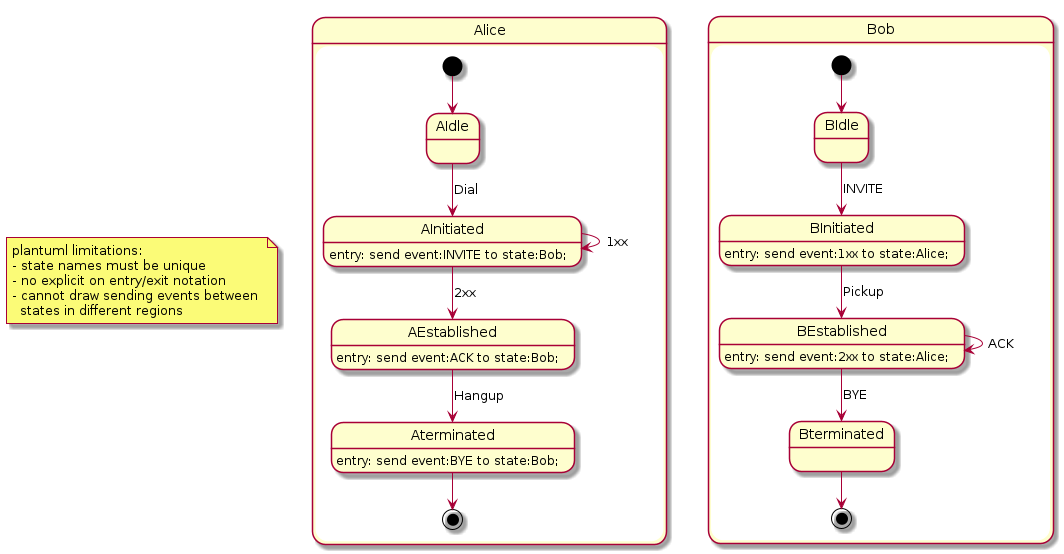 plantuml limitations:
- state names must be unique
- no explicit on entry/exit notation
- cannot draw sending events between
  states in different regions
Alice
AIdle
Dial
AInitiated
entry: send event:INVITE to state:Bob;
1xx
2xx
AEstablished
entry: send event:ACK to state:Bob;
Hangup
Aterminated
entry: send event:BYE to state:Bob;
Bob
BIdle
INVITE
BInitiated
entry: send event:1xx to state:Alice;
Pickup
BEstablished
entry: send event:2xx to state:Alice;
ACK
BYE
Bterminated